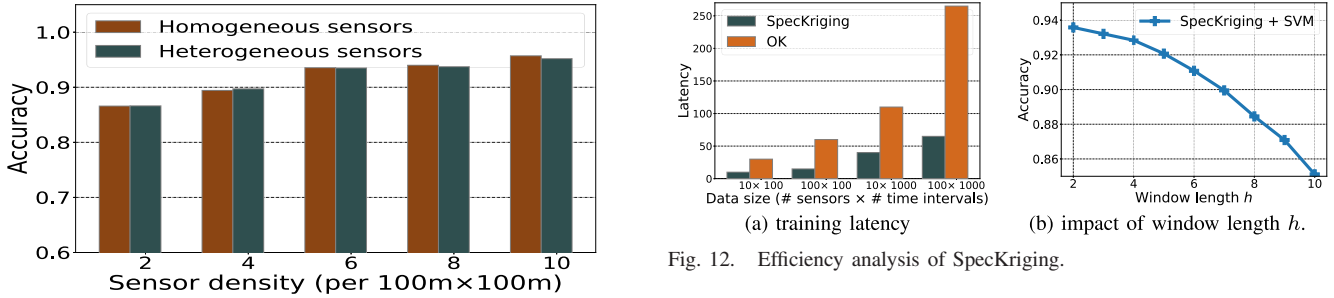 1.0
0.9
0.8
0.7
0.6
Accuracy
Homogeneous sensors
Heterogeneous sensors
2 4 6 8 10
Sensor density (per 100m×100m)
250
200
150
100
50
0
Latency
SpecKriging
OK
10× 100 100× 100 10× 1000 100× 1000
Data size (# sensors × # time intervals)
(a) training latency
0.94
0.92
0.90
0.88
0.86
Accuracy
SpecKriging + SVM
2 4 6 8 10
Window length h
(b) impact of window length h.
Fig. 12. Efficiency analysis of SpecKriging.